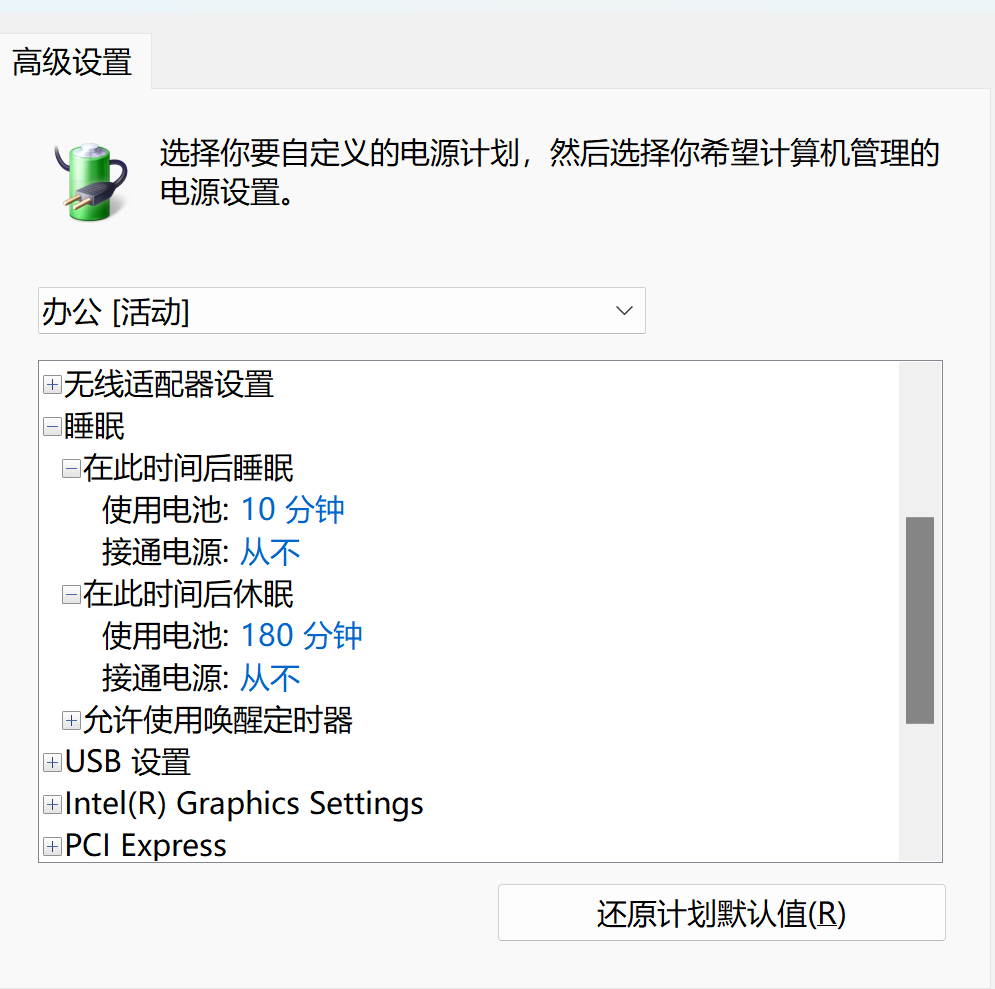 高级设置
选择你要自定义的电源计划，然后选择你希望计算机管理的
电源设置。
办公 [活动]
无线适配器设置
睡眠
在此时间后睡眠
使用电池: 10 分钟
接通电源: 从不
在此时间后休眠
使用电池: 180 分钟
接通电源: 从不
允许使用唤醒定时器
USB 设置
Intel(R) Graphics Settings
PCI Express
还原计划默认值(R)